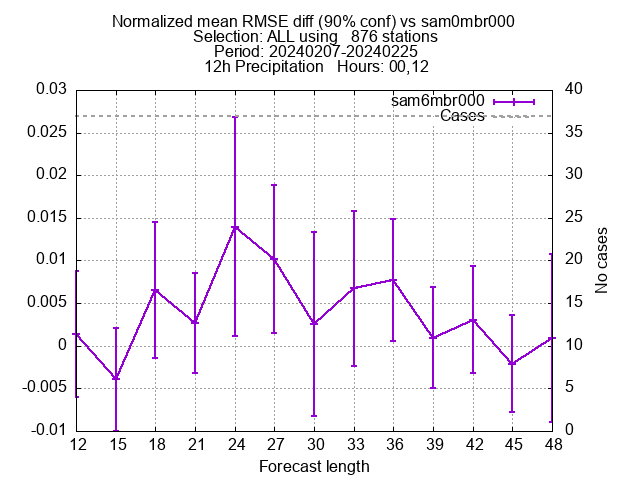 Normalized mean RMSE diff (90% conf) vs sam0mbr000
Selection: ALL using   876 stations
Period: 20240207-20240225
12h Precipitation   Hours: 00,12
sam6mbr000
Cases
0.03
0.025
0.02
0.015
0.01
0.005
0
-0.005
-0.01
40
35
30
25
20
15
10
5
0
No cases
12 15 18 21 24 27 30 33 36 39 42 45 48
Forecast length